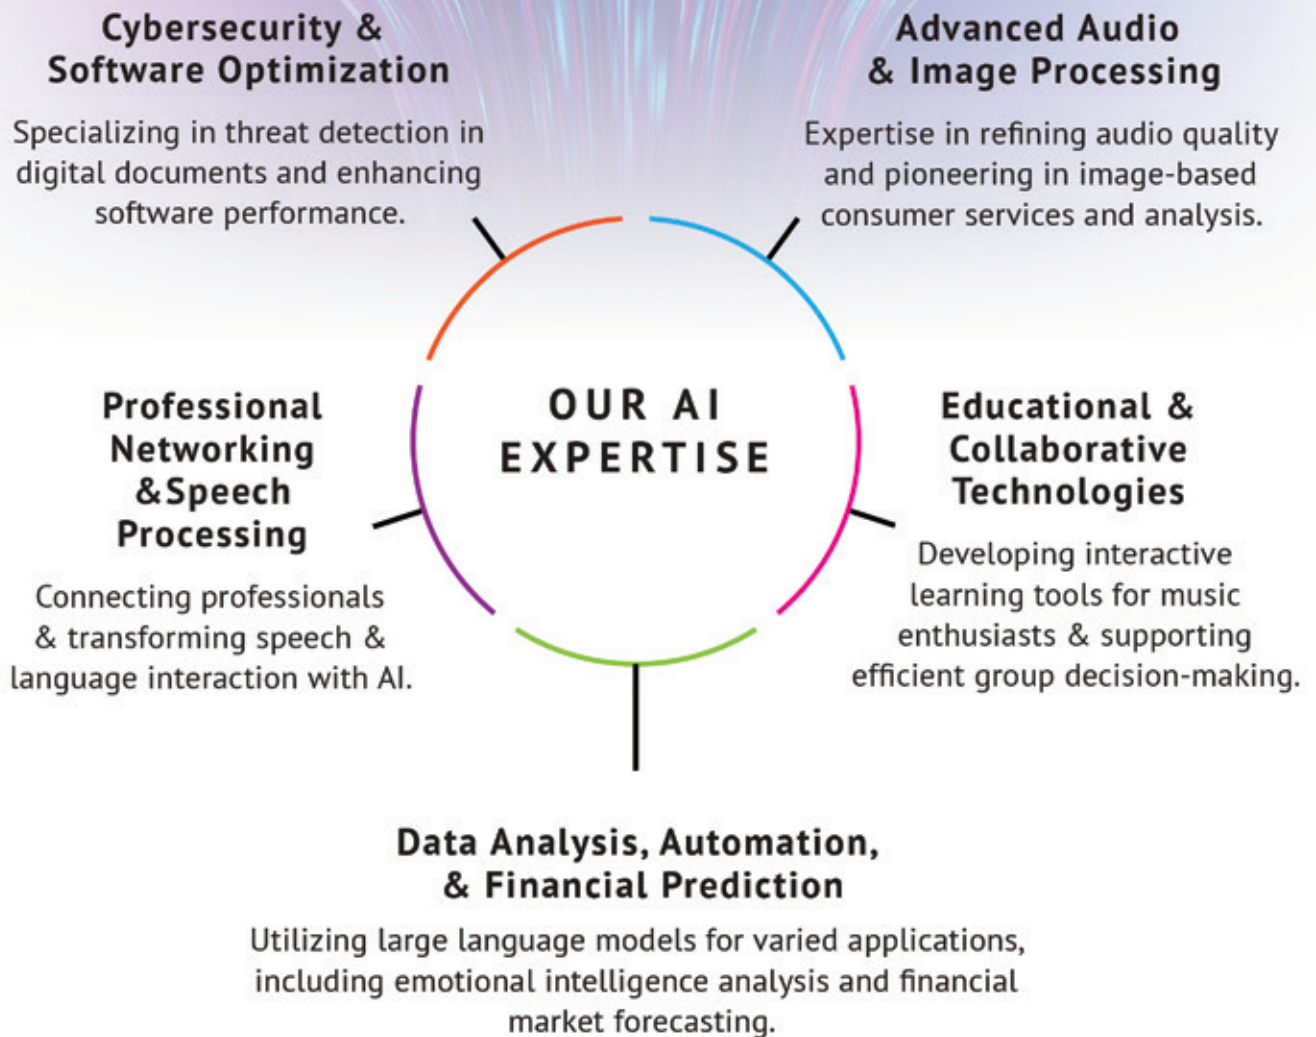 Cybersecurity &
Software Optimization
Specializing in threat detection in
digital documents and enhancing
software performance.
Advanced Audio
& Image Processing
Expertise in refining audio quality
and pioneering in image-based
consumer services and analysis.
OUR AI
EXPERTISE
Professional
Networking
&Speech
Processing
Connecting professionals
& transforming speech &
language interaction with AI.
Educational &
Collaborative
Technologies
Developing interactive
learning tools for music
enthusiasts & supporting
efficient group decision-making.
Data Analysis, Automation,
& Financial Prediction
Utilizing large language models for varied applications,
including emotional intelligence analysis and financial
market forecasting.